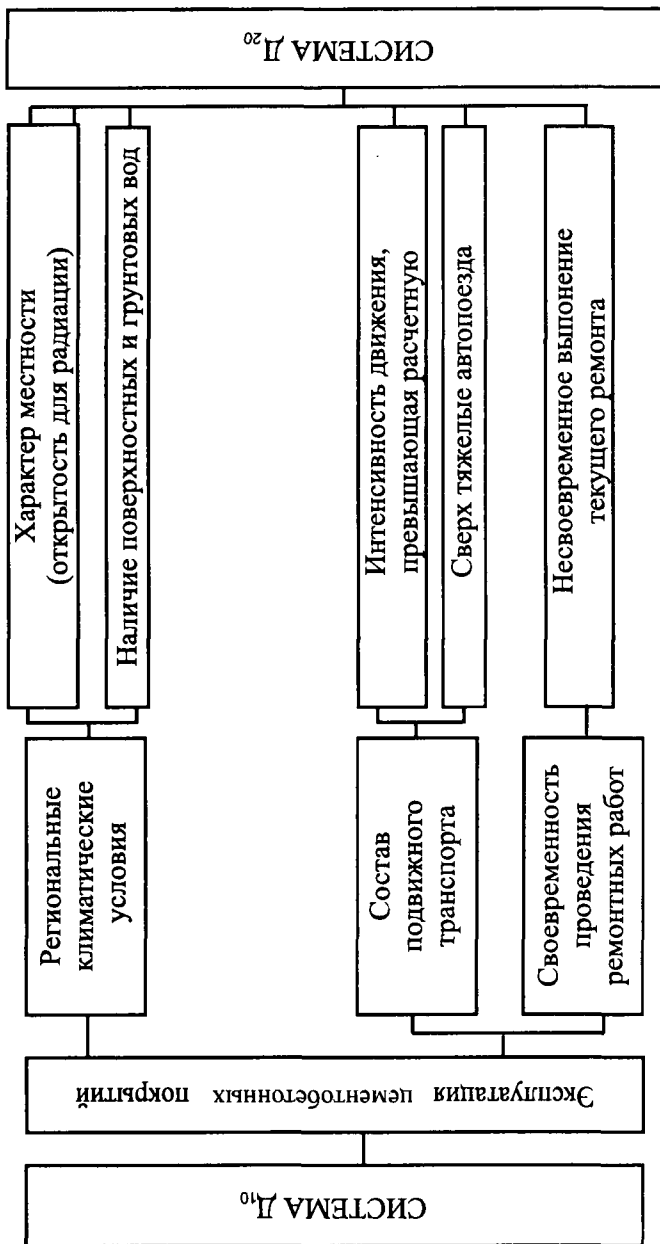 СИСТЕМА Д₁₀
Эксплуатация цементобетонных покрытий
Региональные
климатические
условия
Состав
подвижного
транспорта
Своевременность
проведения
ремонтных работ
Характер местности
(открытость для радиации)
Наличие поверхностных и грунтовых вод
Интенсивность движения,
превышающая расчетную
Сверх тяжелые автопоезда
Несвоевременное выпонение
текущего ремонта
СИСТЕМА Д₂₀